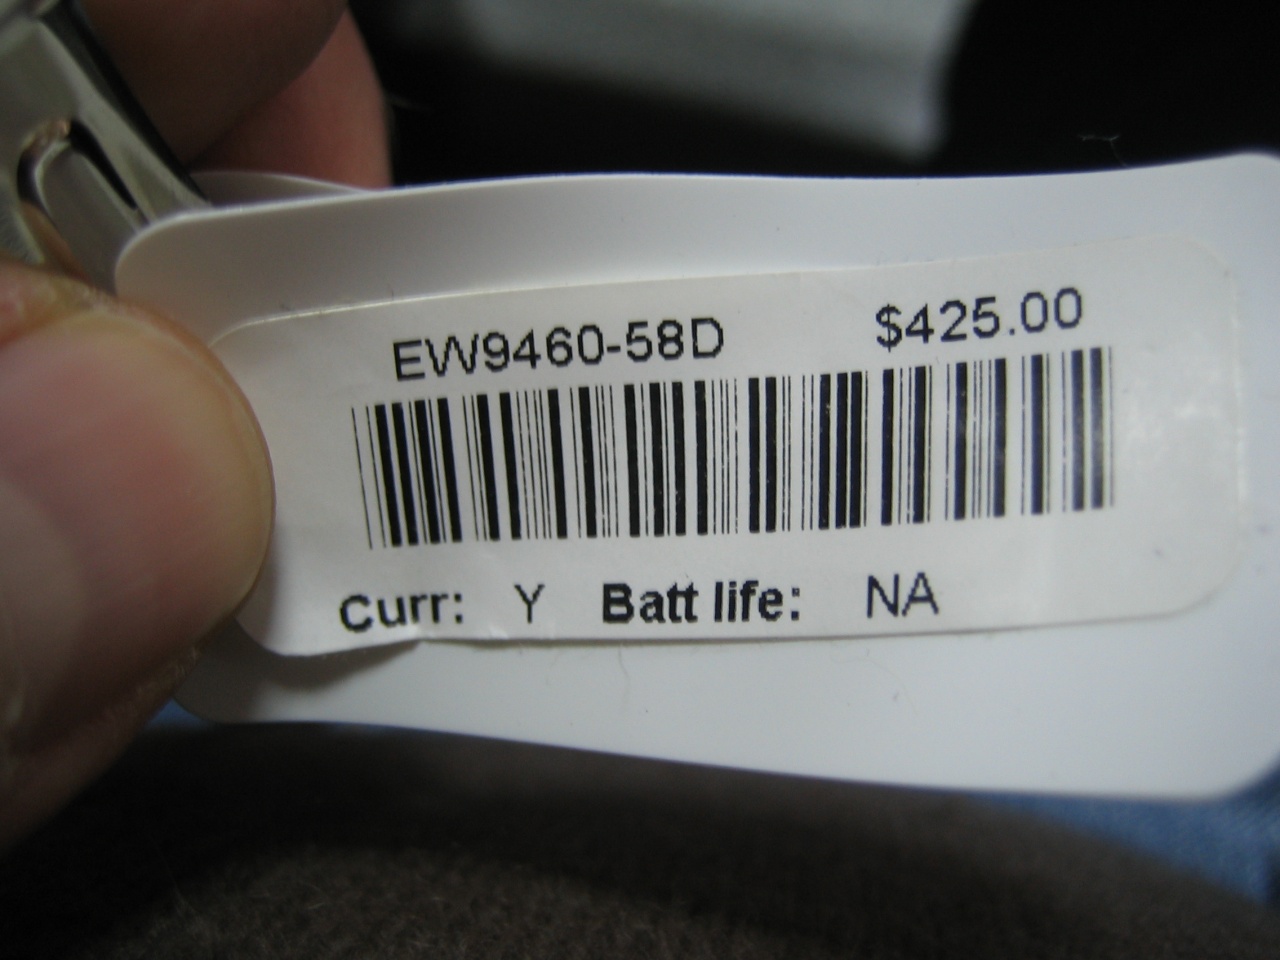 EW9460-58D $425.00
Curr: Y Batt life: NA